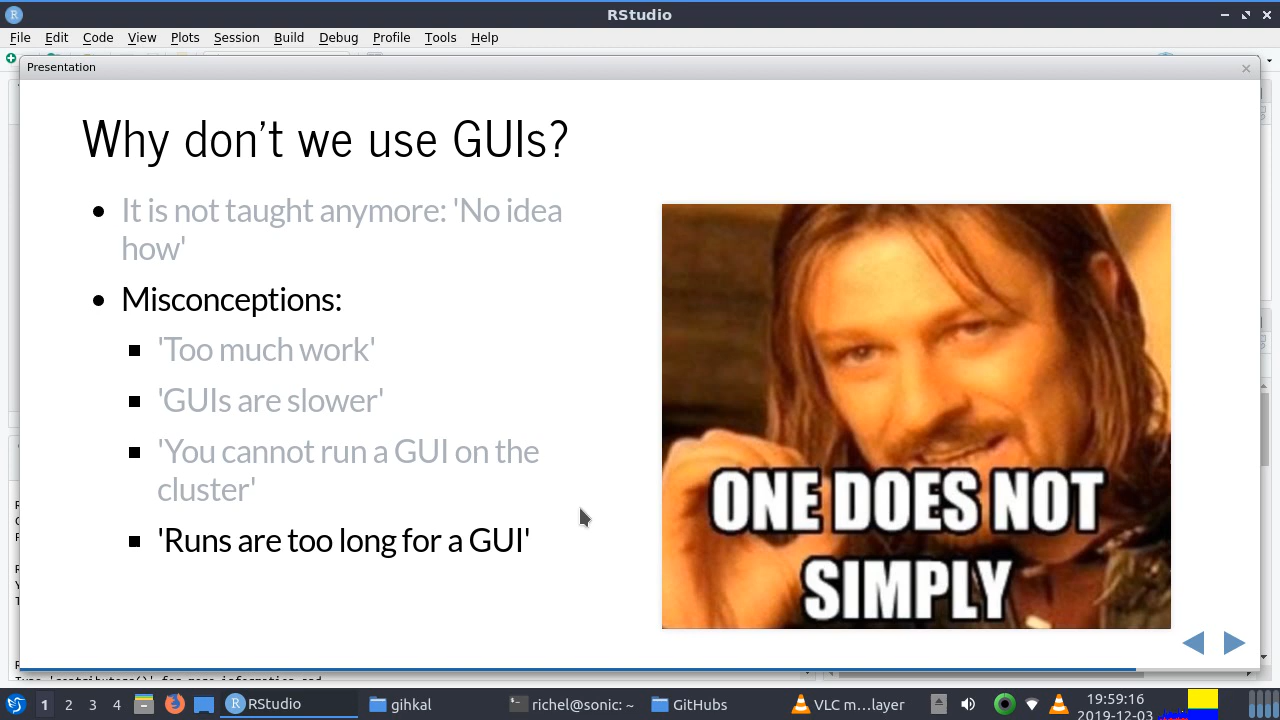 RStudio
File Edit Code View Plots Session Build Debug Profile Tools Help
Presentation
Why don't we use GUIs?
It is not taught anymore: 'No idea
how'
Misconceptions:
'Too much work'
'GUIs are slower'
'You cannot run a GUI on the
cluster'
'Runs are too long for a GUI'
ONE DOES NOT
SIMPLY
1 2 3 4 RStudio gihkal richel@sonic: ~ GitHubs VLC m...layer 19:59:16
2019-12-03